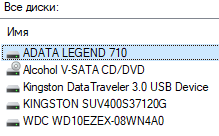 Все диски:
Имя
ADATA LEGEND 710
Alcohol V-SATA CD/DVD
Kingston DataTraveler 3.0 USB Device
KINGSTON SUV400S37120G
WDC WD10EZEX-08WN4A0